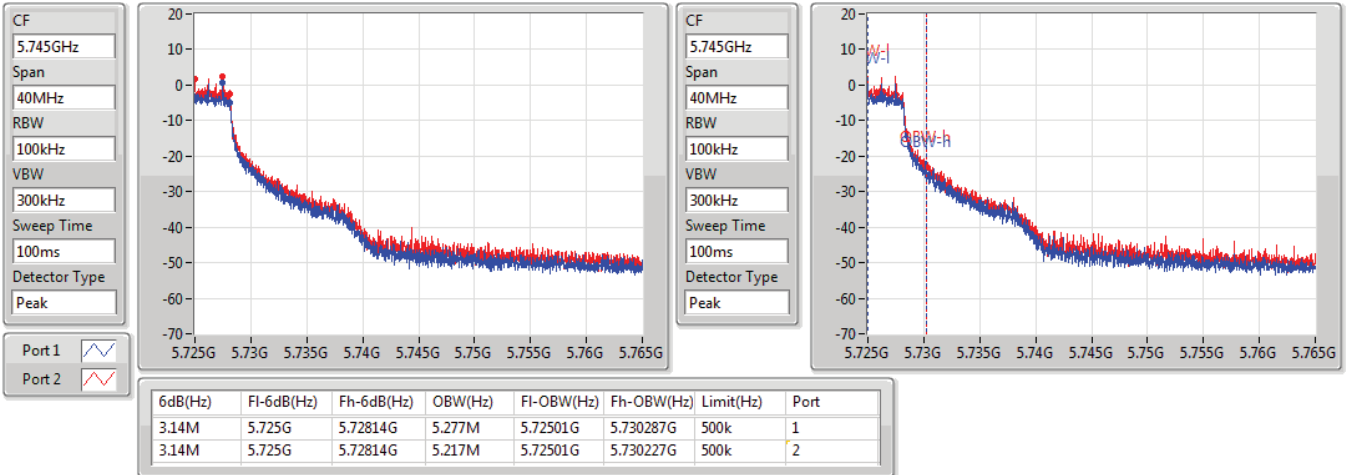 CF
5.745GHz
Span
40MHz
RBW
100kHz
VBW
300kHz
Sweep Time
100ms
Detector Type
Peak
Port 1
Port 2
20
10
0
-10
-20
-30
-40
-50
-60
-70
5.725G 5.73G 5.735G 5.74G 5.745G 5.75G 5.755G 5.76G 5.765G
CF
5.745GHz
Span
40MHz
RBW
100kHz
VBW
300kHz
Sweep Time
100ms
Detector Type
Peak
20
10
0
-10
-20
-30
-40
-50
-60
-70
W-l
W-l
OBW-h
OBW-h
5.725G 5.73G 5.735G 5.74G 5.745G 5.75G 5.755G 5.76G 5.765G
6dB(Hz) Fl-6dB(Hz) Fh-6dB(Hz) OBW(Hz) Fl-OBW(Hz) Fh-OBW(Hz) Limit(Hz) Port
3.14M 5.725G 5.72814G 5.277M 5.72501G 5.730287G 500k 1
3.14M 5.725G 5.72814G 5.217M 5.72501G 5.730227G 500k 2